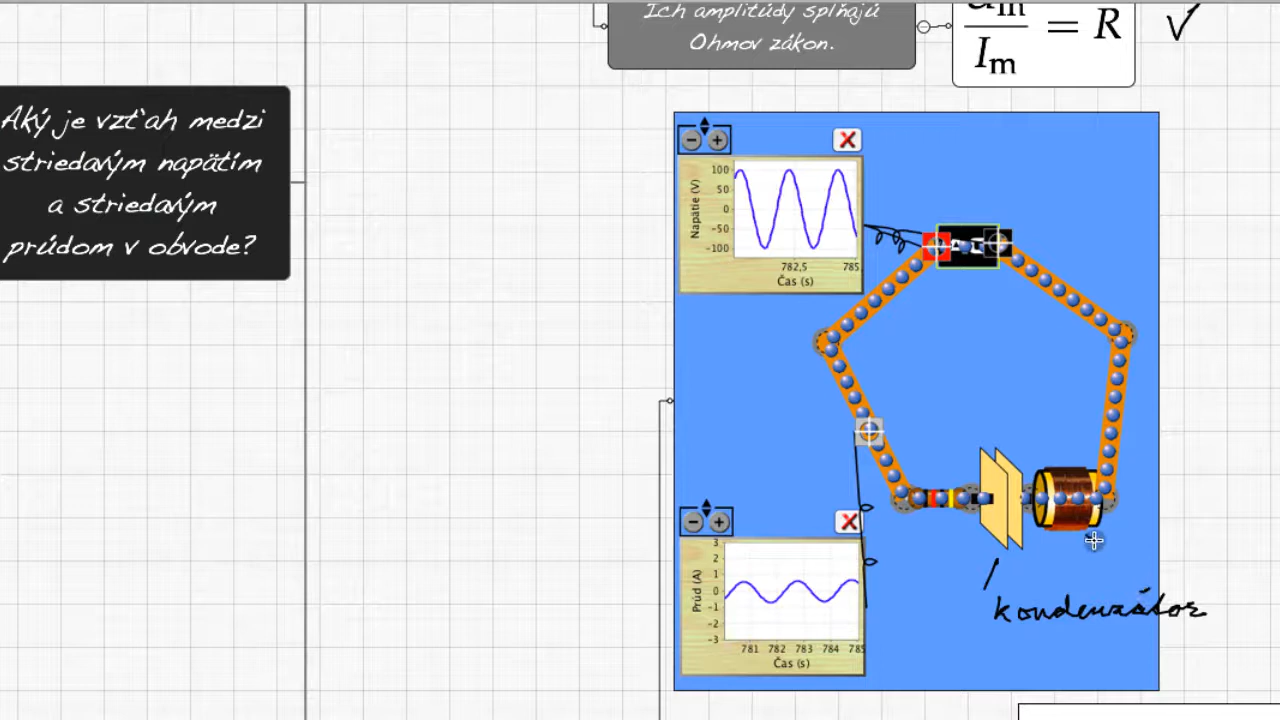 Ich amplitúdy spĺňajú
Ohmov zákon.
Um/Im = R ✓
Aký je vzťah medzi
striedavým napätím
a striedavým
prúdom v obvode?
Napätie (V)
100
50
0
-50
-100
782,5
785
Čas (s)
Prúd (A)
3
2
1
0
-1
-2
-3
781 782 783 784 785
Čas (s)
kondenzátor